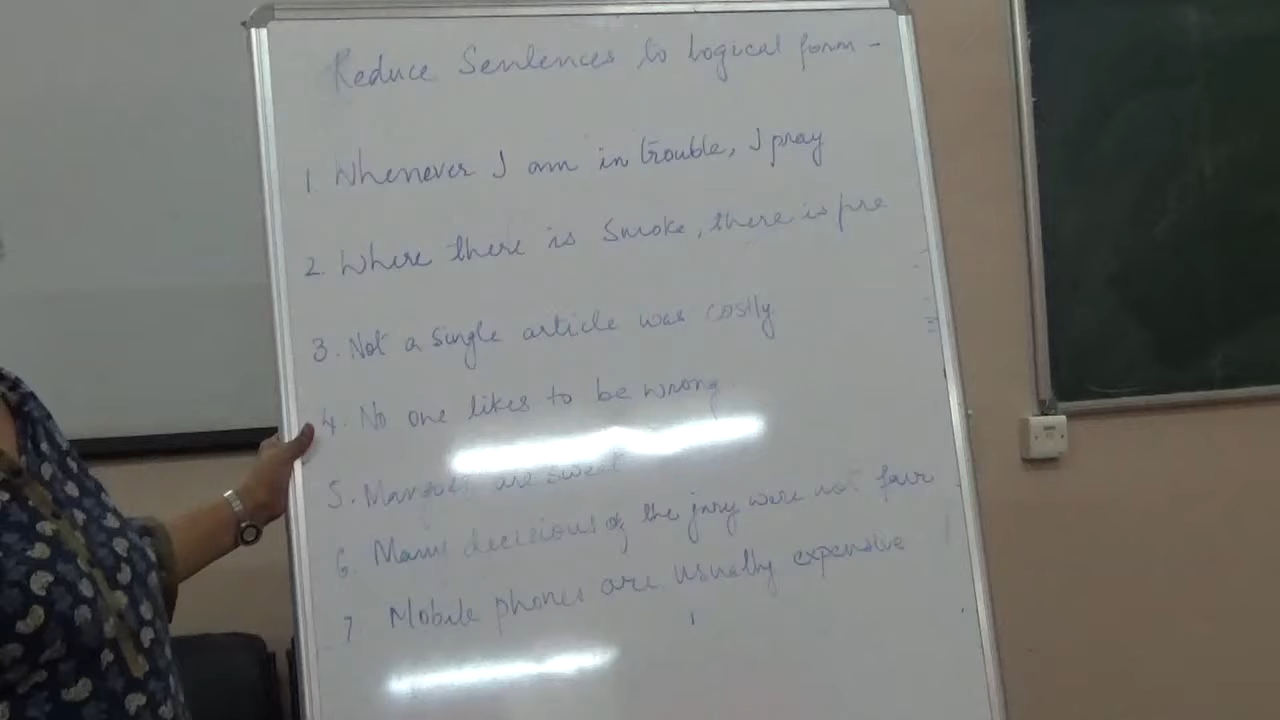 Reduce Sentences to Logical form -
1. Whenever I am in trouble, I pray
2. Where there is smoke, there is fire
3. Not a single article was costly
4. No one likes to be wrong
5. Mangoes are sweet
6. Many decisions of the jury were not fair
7 Mobile phones are usually expensive